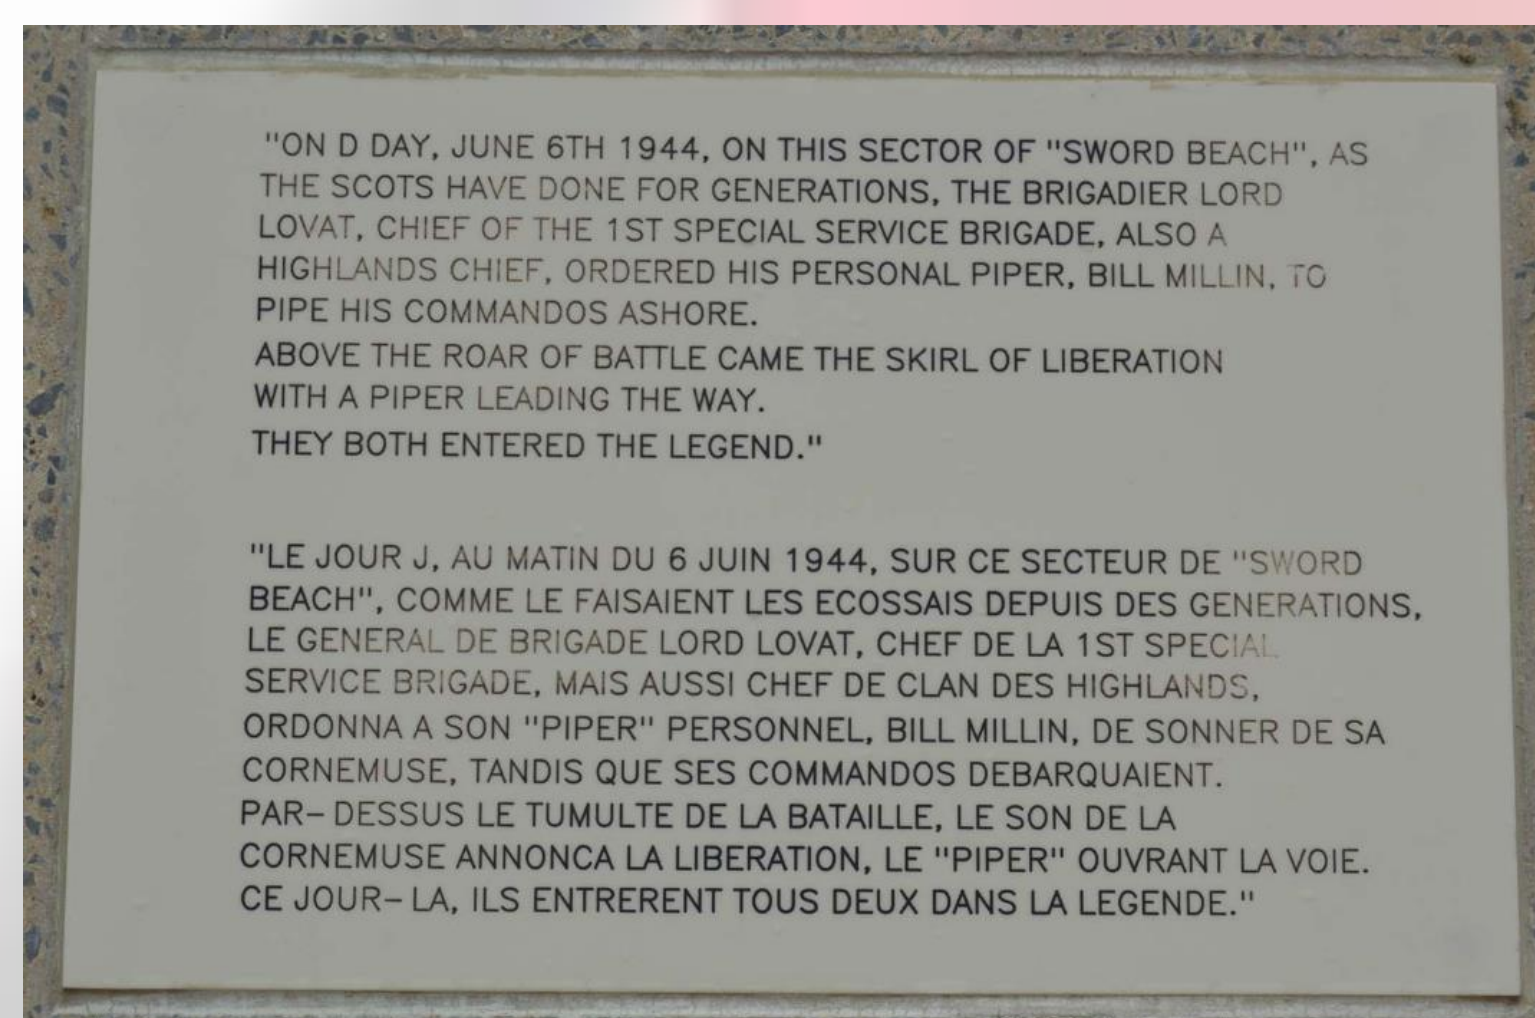 "ON D DAY, JUNE 6TH 1944, ON THIS SECTOR OF "SWORD BEACH", AS
THE SCOTS HAVE DONE FOR GENERATIONS, THE BRIGADIER LORD
LOVAT, CHIEF OF THE 1ST SPECIAL SERVICE BRIGADE, ALSO A
HIGHLANDS CHIEF, ORDERED HIS PERSONAL PIPER, BILL MILLIN, TO
PIPE HIS COMMANDOS ASHORE.
ABOVE THE ROAR OF BATTLE CAME THE SKIRL OF LIBERATION
WITH A PIPER LEADING THE WAY.
THEY BOTH ENTERED THE LEGEND."
"LE JOUR J, AU MATIN DU 6 JUIN 1944, SUR CE SECTEUR DE "SWORD
BEACH", COMME LE FAISAIENT LES ECOSSAIS DEPUIS DES GENERATIONS,
LE GENERAL DE BRIGADE LORD LOVAT, CHEF DE LA 1ST SPECIAL
SERVICE BRIGADE, MAIS AUSSI CHEF DE CLAN DES HIGHLANDS,
ORDONNA A SON "PIPER" PERSONNEL, BILL MILLIN, DE SONNER DE SA
CORNEMUSE, TANDIS QUE SES COMMANDOS DEBARQUAIENT.
PAR-DESSUS LE TUMULTE DE LA BATAILLE, LE SON DE LA
CORNEMUSE ANNONCA LA LIBERATION, LE "PIPER" OUVRANT LA VOIE.
CE JOUR-LA, ILS ENTRERENT TOUS DEUX DANS LA LEGENDE."